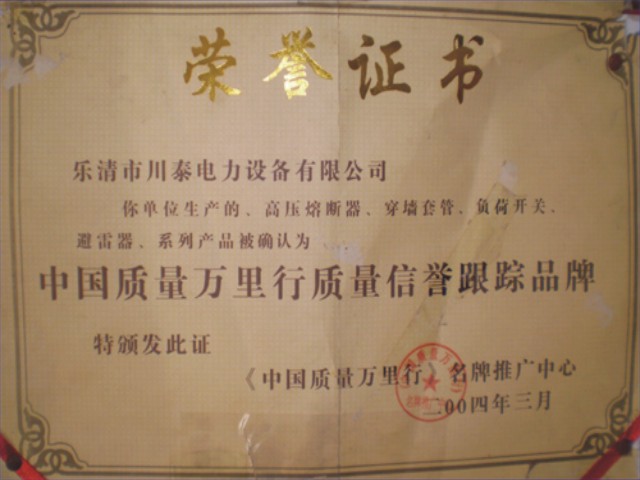 荣誉证书
乐清市川泰电力设备有限公司
你单位生产的、高压熔断器、穿墙套管、负荷开关、
避雷器、系列产品被确认为
中国质量万里行质量信誉跟踪品牌
特颁发此证
《中国质量万里行》名牌推广中心
二00四年三月